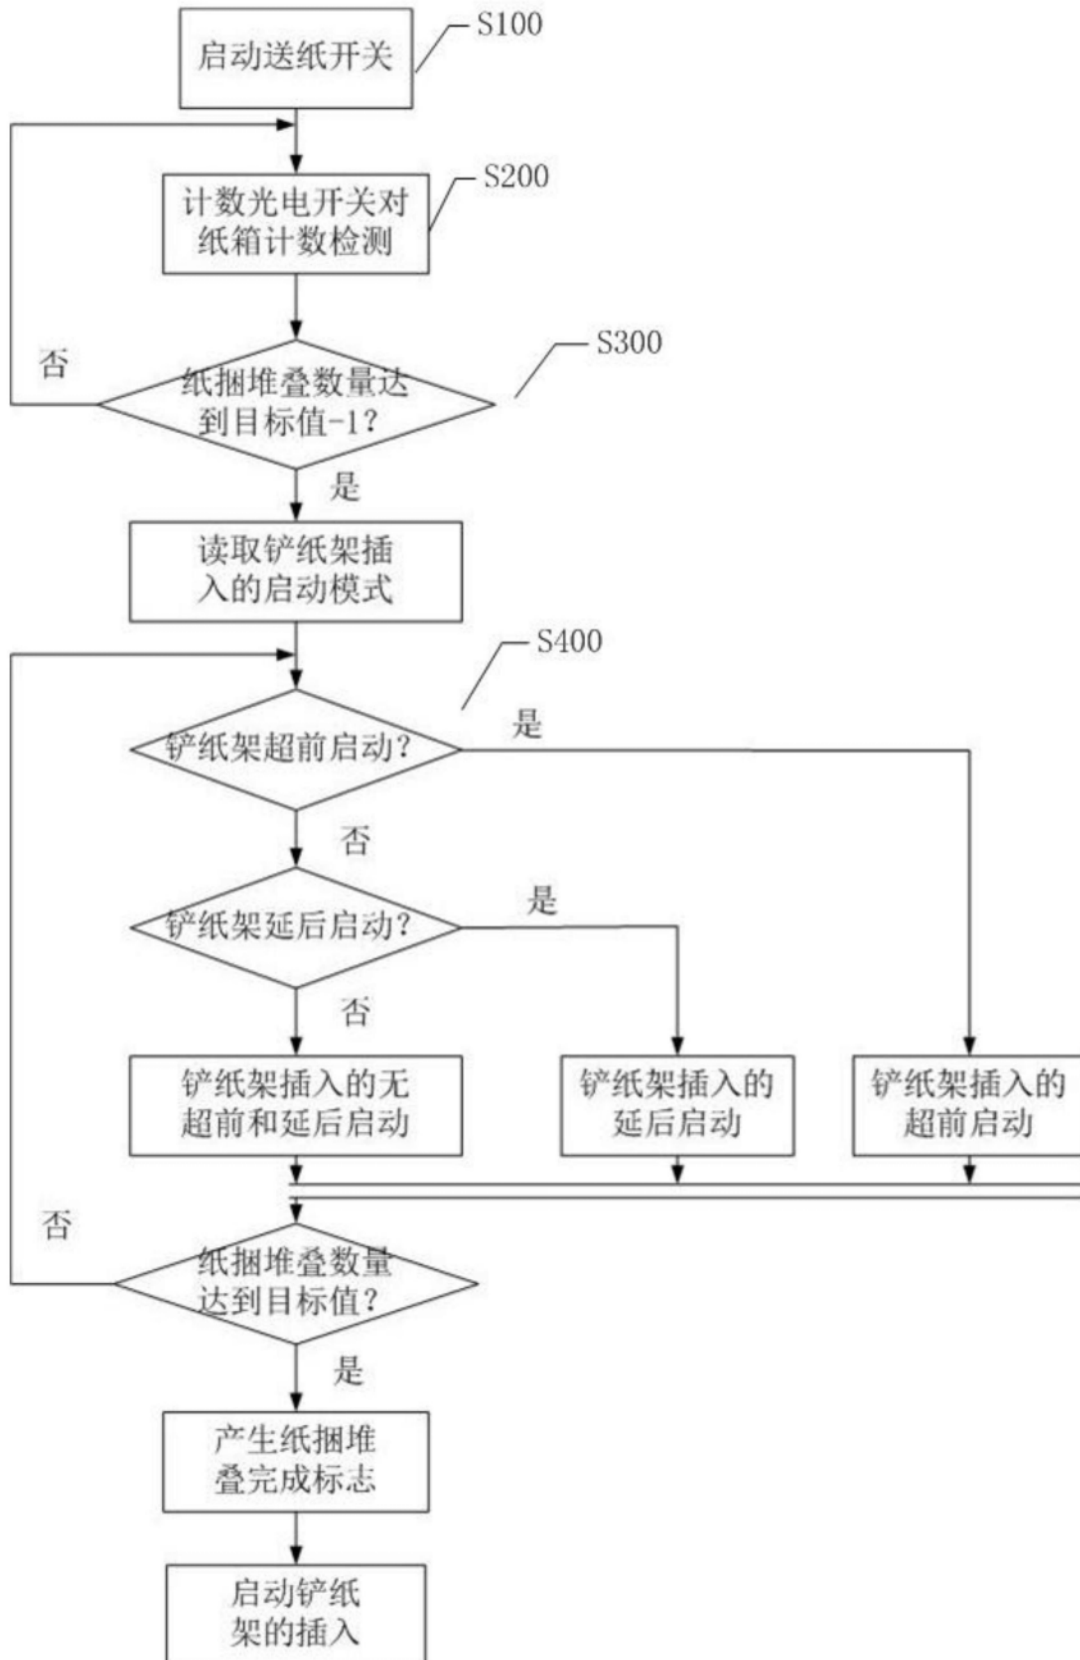 启动送纸开关
S100
计数光电开关对
纸箱计数检测
S200
纸捆堆叠数量达
到目标值-1?
S300
否
是
读取铲纸架插
入的启动模式
S400
铲纸架超前启动?
是
否
铲纸架延后启动?
是
否
铲纸架插入的无
超前和延后启动
铲纸架插入的
延后启动
铲纸架插入的
超前启动
否
纸捆堆叠数量
达到目标值?
是
产生纸捆堆
叠完成标志
启动铲纸
架的插入